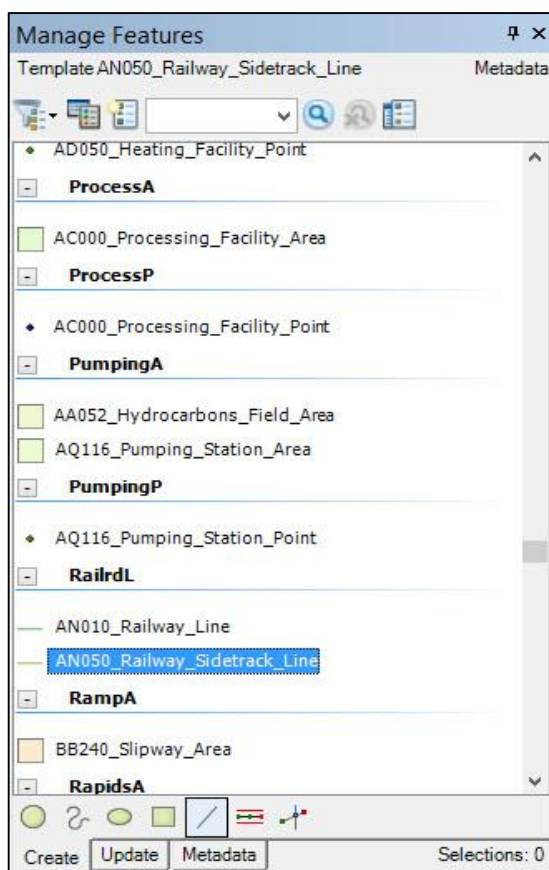 Manage Features
Template AN050_Railway_Sidetrack_Line Metadata
AD050_Heating_Facility_Point
ProcessA
AC000_Processing_Facility_Area
ProcessP
AC000_Processing_Facility_Point
PumpingA
AA052_Hydrocarbons_Field_Area
AQ116_Pumping_Station_Area
PumpingP
AQ116_Pumping_Station_Point
RailrdL
AN010_Railway_Line
AN050_Railway_Sidetrack_Line
RampA
BB240_Slipway_Area
RapidsA
Create Update Metadata Selections: 0